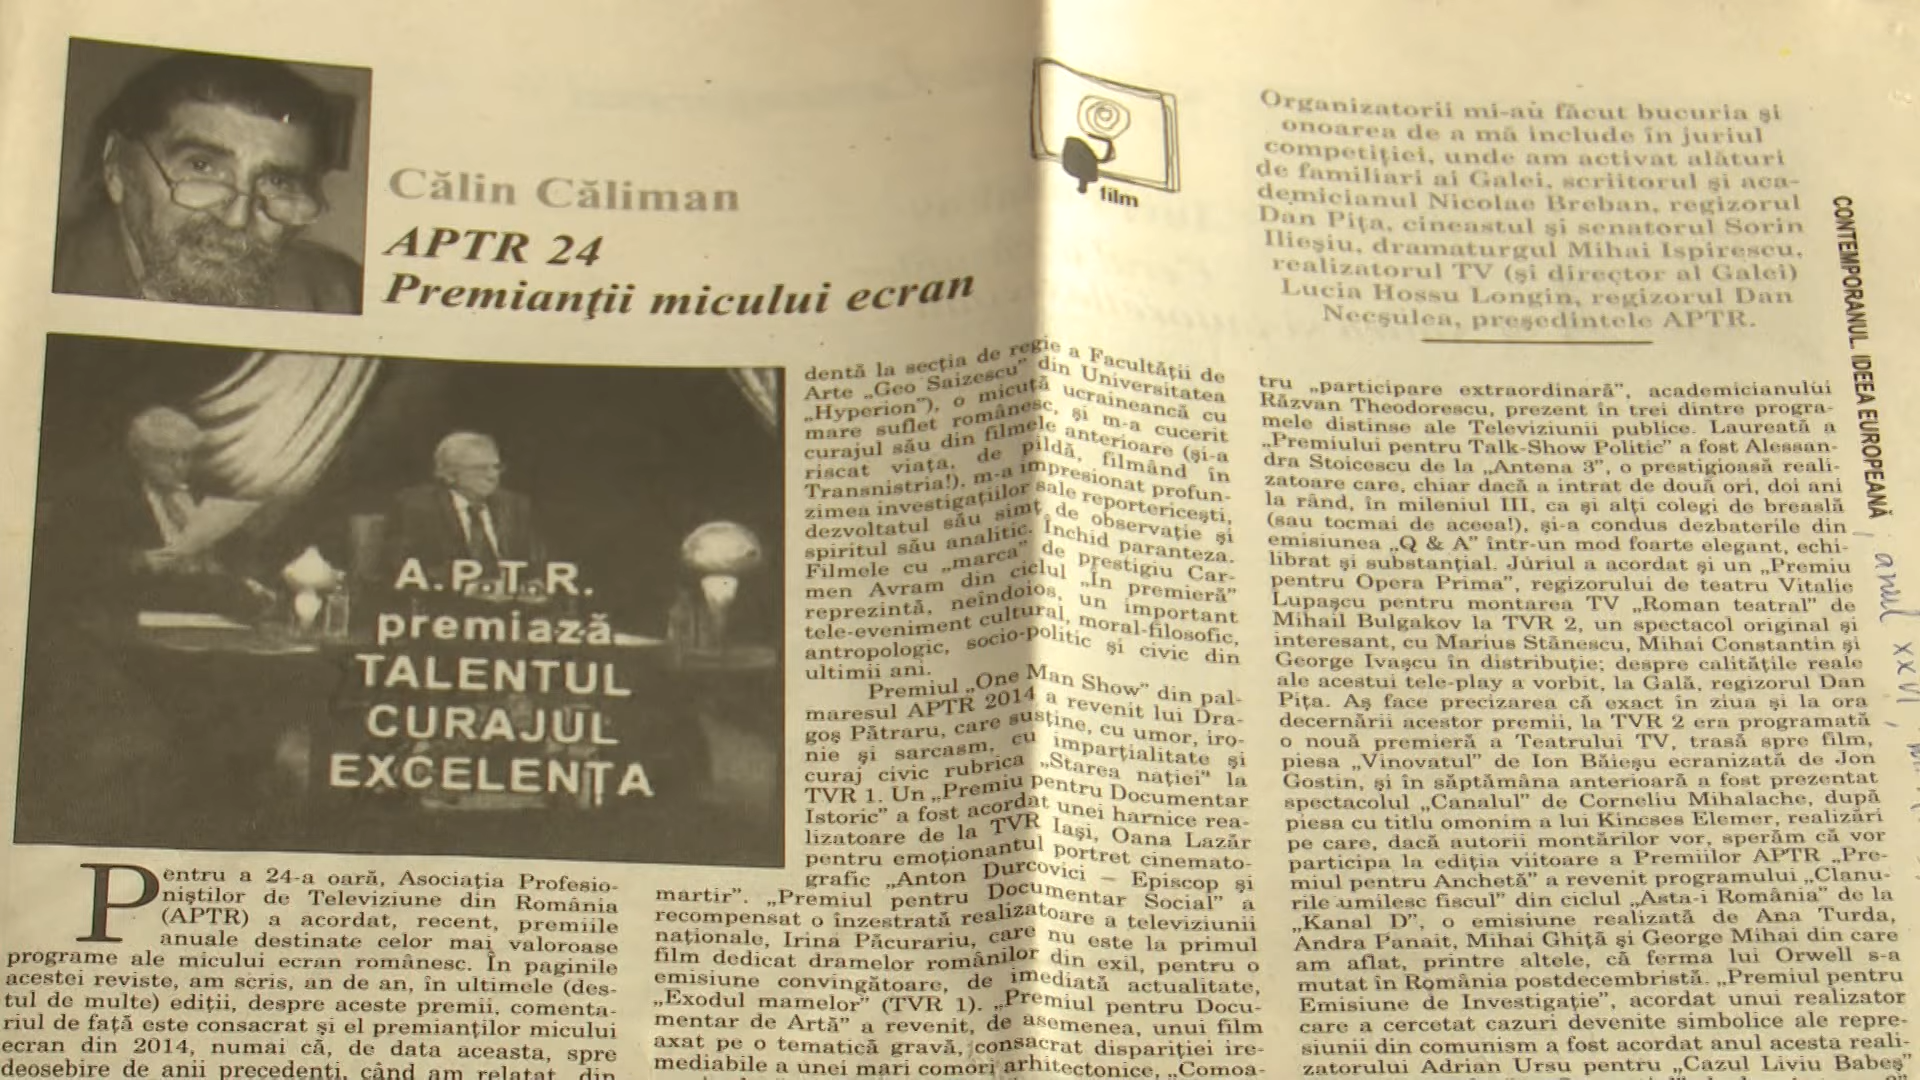 Călin Căliman
APTR 24
Premianţii micului ecran
film
Organizatorii mi-au făcut bucuria şi
onoarea de a mă include în juriul
competiţiei, unde am activat alături
de familiari ai Galei, scriitorul şi aca-
demicianul Nicolae Breban, regizorul
Dan Piţa, cineastul şi senatorul Sorin
Ilieşiu, dramaturgul Mihai Ispirescu,
realizatorul TV (şi director al Galei)
Lucia Hossu Longin, regizorul Dan
Necşulea, preşedintele APTR.
CONTEMPORANUL. IDEEA EUROPEANĂ
anul XXVI,
A.P.T.R.
premiază
TALENTUL
CURAJUL
EXCELENŢA
Pentru a 24-a oară, Asociaţia Profesio-
niştilor de Televiziune din România
(APTR) a acordat, recent, premiile
anuale destinate celor mai valoroase
programe ale micului ecran românesc. În paginile
acestei reviste, am scris, an de an, în ultimele (des-
tul de multe) ediţii, despre aceste premii, comenta-
riul de faţă este consacrat şi el premianţilor micului
ecran din 2014, numai că, de data aceasta, spre
deosebire de anii precedenţi, când am relatat, din
dentă la secţia de regie a Facultăţii de
Arte „Geo Saizescu” din Universitatea
„Hyperion”), o micuţă ucraineancă cu
mare suflet românesc, şi m-a cucerit
curajul său din filmele anterioare (şi-a
riscat viaţa, de pildă, filmând în
Transnistria!), m-a impresionat profun-
zimea investigaţiilor sale reportericeşti,
dezvoltatul său simţ de observaţie şi
spiritul său analitic. Închid paranteza.
Filmele cu „marca” de prestigiu Car-
men Avram din ciclul „În premieră”
reprezintă, neîndoios, un important
tele-eveniment cultural, moral-filosofic,
antropologic, socio-politic şi civic din
ultimii ani.
Premiul „One Man Show” din pal-
maresul APTR 2014 a revenit lui Dra-
goş Pătraru, care susţine, cu umor, iro-
nie şi sarcasm, cu imparţialitate şi
curaj civic rubrica „Starea naţiei” la
TVR 1. Un „Premiu pentru Documentar
Istoric” a fost acordat unei harnice rea-
lizatoare de la TVR Iaşi, Oana Lazăr
pentru emoţionantul portret cinemato-
grafic „Anton Durcovici – Episcop şi
martir”. „Premiul pentru Documentar Social” a
recompensat o înzestrată realizatoare a televiziunii
naţionale, Irina Păcurariu, care nu este la primul
film dedicat dramelor românilor din exil, pentru o
emisiune convingătoare, de imediată actualitate,
„Exodul mamelor” (TVR 1). „Premiul pentru Docu-
mentar de Artă” a revenit, de asemenea, unui film
axat pe o tematică gravă, consacrat dispariţiei ire-
mediabile a unei mari comori arhitectonice, „Comoa-
tru „participare extraordinară”, academicianului
Răzvan Theodorescu, prezent în trei dintre progra-
mele distinse ale Televiziunii publice. Laureată a
„Premiului pentru Talk-Show Politic” a fost Alessan-
dra Stoicescu de la „Antena 3”, o prestigioasă reali-
zatoare care, chiar dacă a intrat de două ori, doi ani
la rând, în mileniul III, ca şi alţi colegi de breaslă
(sau tocmai de aceea!), şi-a condus dezbaterile din
emisiunea „Q & A” într-un mod foarte elegant, echi-
librat şi substanţial. Juriul a acordat şi un „Premiu
pentru Opera Prima”, regizorului de teatru Vitalie
Lupaşcu pentru montarea TV „Roman teatral” de
Mihail Bulgakov la TVR 2, un spectacol original şi
interesant, cu Marius Stănescu, Mihai Constantin şi
George Ivaşcu în distribuţie; despre calităţile reale
ale acestui tele-play a vorbit, la Gală, regizorul Dan
Piţa. Aş face precizarea că exact în ziua şi la ora
decernării acestor premii, la TVR 2 era programată
o nouă premieră a Teatrului TV, trasă spre film,
piesa „Vinovatul” de Ion Băieşu ecranizată de Jon
Gostin, şi în săptămâna anterioară a fost prezentat
spectacolul „Canalul” de Corneliu Mihalache, după
piesa cu titlu omonim a lui Kincses Elemer, realizări
pe care, dacă autorii montărilor vor, sperăm că vor
participa la ediţia viitoare a Premiilor APTR „Pre-
miul pentru Anchetă” a revenit programului „Clanu-
rile umilesc fiscul” din ciclul „Asta-i România” de la
„Kanal D”, o emisiune realizată de Ana Turda,
Andra Panait, Mihai Ghiţă şi George Mihai din care
am aflat, printre altele, că ferma lui Orwell s-a
mutat în România postdecembristă. „Premiul pentru
Emisiune de Investigaţie”, acordat unui realizator
care a cercetat cazuri devenite simbolice ale repre-
siunii din comunism a fost acordat anul acesta reali-
zatorului Adrian Ursu pentru „Cazul Liviu Babeş”